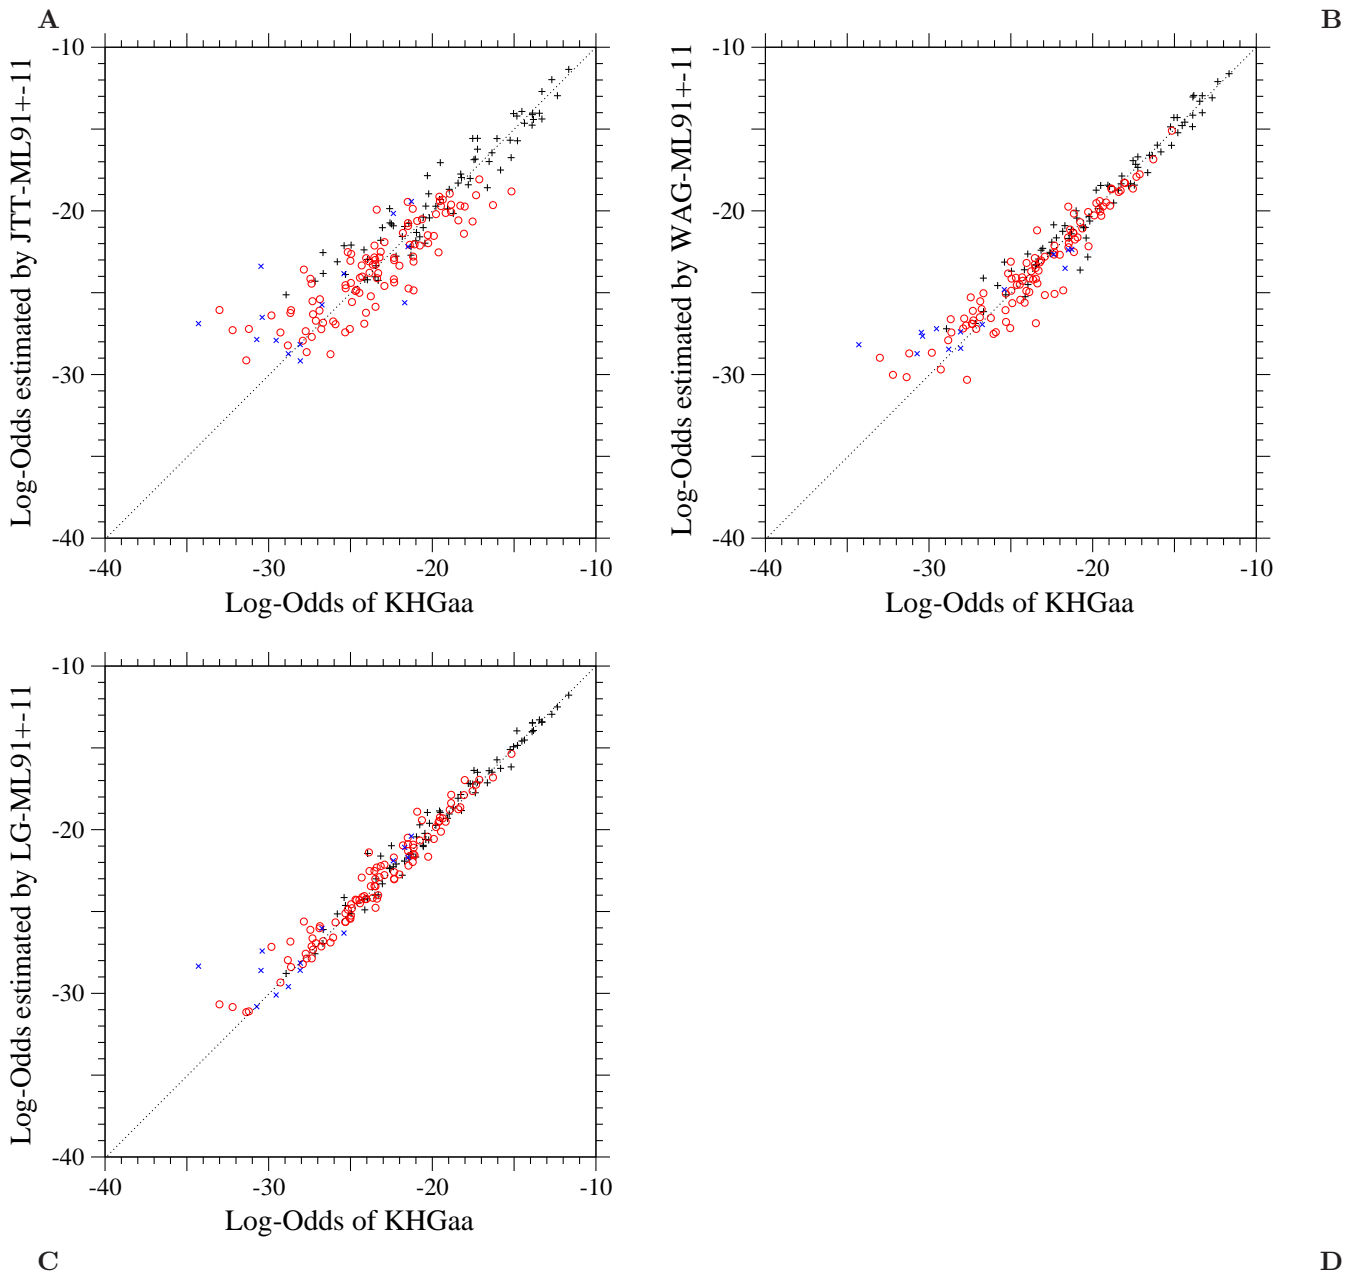 A
B
-10
-20
-30
-40
-40 -30 -20 -10
Log-Odds estimated by JTT-ML91+-11
Log-Odds of KHGaa
-10
-20
-30
-40
-40 -30 -20 -10
Log-Odds estimated by WAG-ML91+-11
Log-Odds of KHGaa
-10
-20
-30
-40
-40 -30 -20 -10
Log-Odds estimated by LG-ML91+-11
Log-Odds of KHGaa
C
D